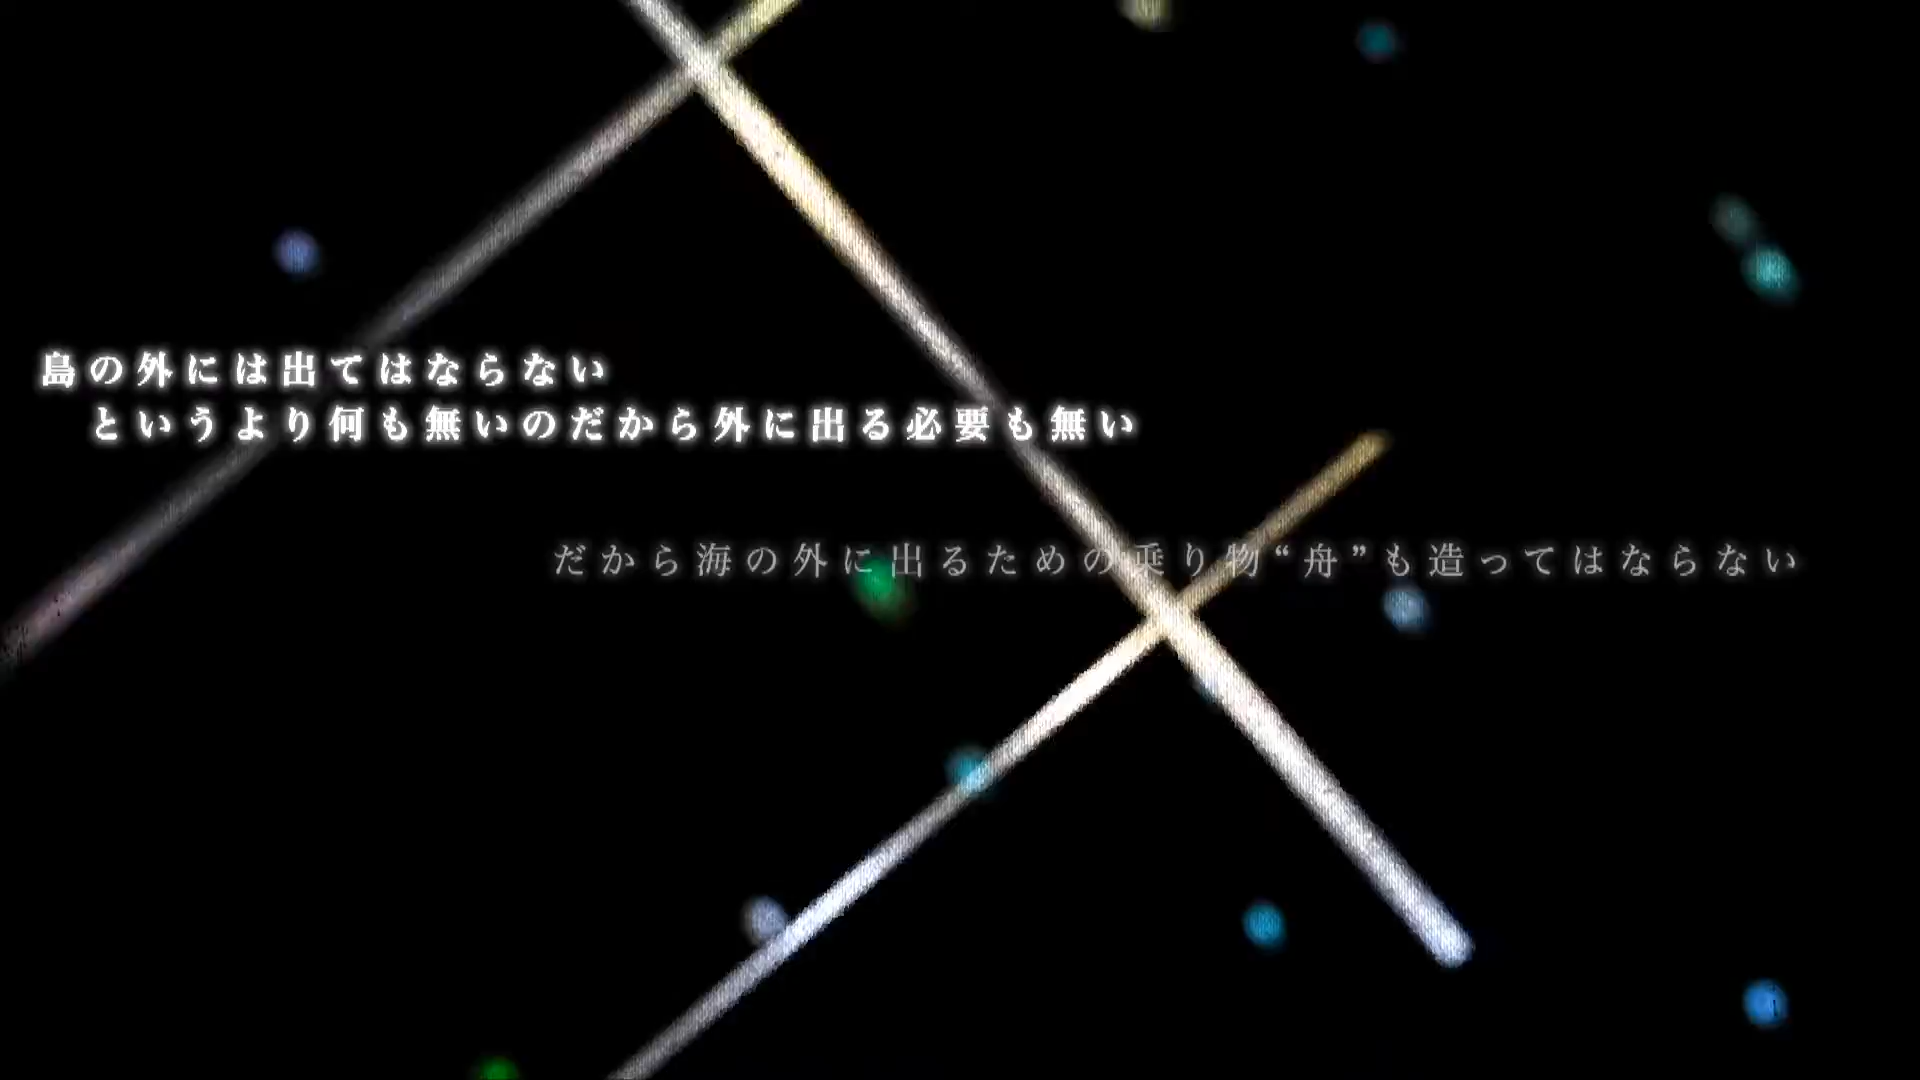 島の外には出てはならない
というより何も無いのだから外に出る必要も無い
だから海の外に出るための乗り物“舟”も造ってはならない